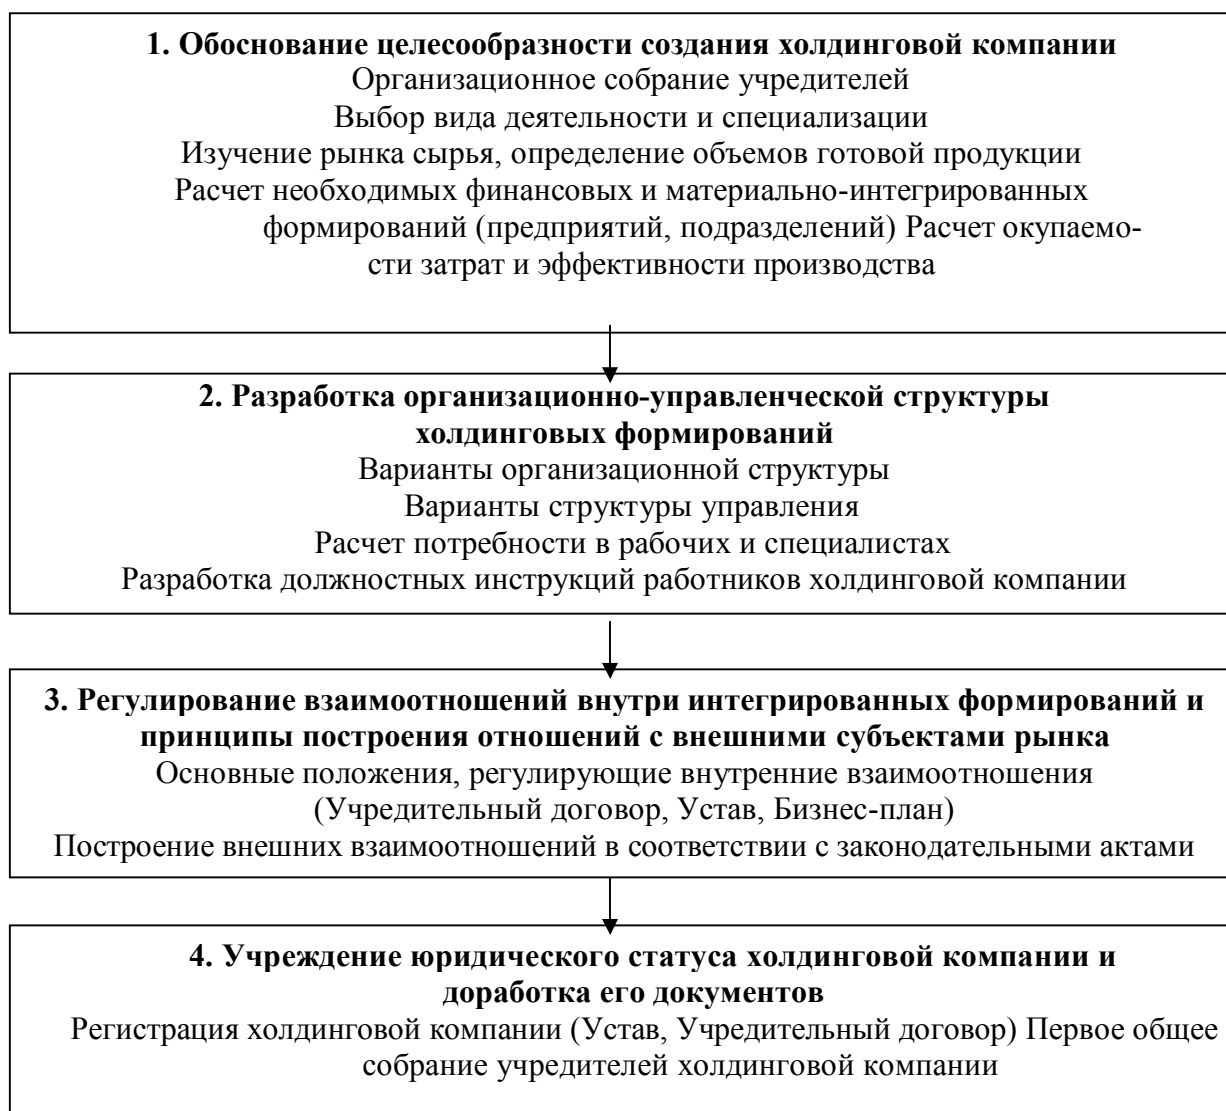 1. Обоснование целесообразности создания холдинговой компании
Организационное собрание учредителей
Выбор вида деятельности и специализации
Изучение рынка сырья, определение объемов готовой продукции
Расчет необходимых финансовых и материально-интегрированных
формирований (предприятий, подразделений) Расчет окупаемо-
сти затрат и эффективности производства
2. Разработка организационно-управленческой структуры
холдинговых формирований
Варианты организационной структуры
Варианты структуры управления
Расчет потребности в рабочих и специалистах
Разработка должностных инструкций работников холдинговой компании
3. Регулирование взаимоотношений внутри интегрированных формирований и
принципы построения отношений с внешними субъектами рынка
Основные положения, регулирующие внутренние взаимоотношения
(Учредительный договор, Устав, Бизнес-план)
Построение внешних взаимоотношений в соответствии с законодательными актами
4. Учреждение юридического статуса холдинговой компании и
доработка его документов
Регистрация холдинговой компании (Устав, Учредительный договор) Первое общее
собрание учредителей холдинговой компании